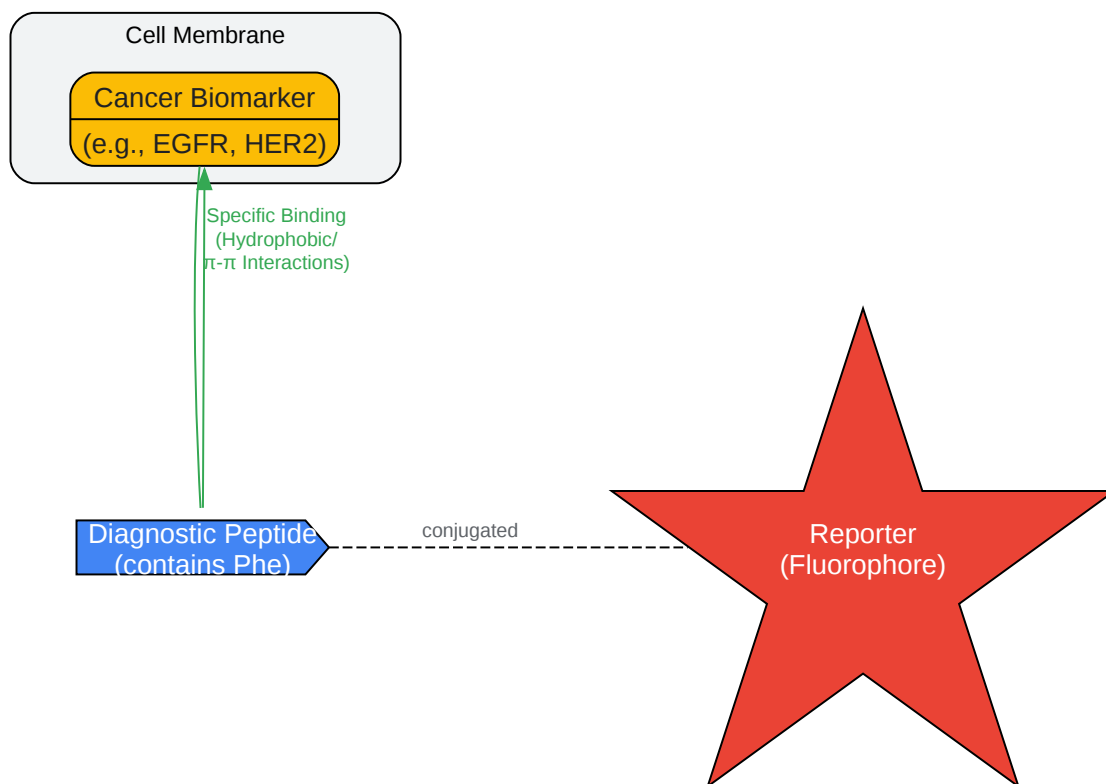 Cell Membrane
Cancer Biomarker
(e.g., EGFR, HER2)
Specific Binding
(Hydrophobic/
π-π Interactions)
Diagnostic Peptide
(contains Phe)
conjugated
Reporter
(Fluorophore)